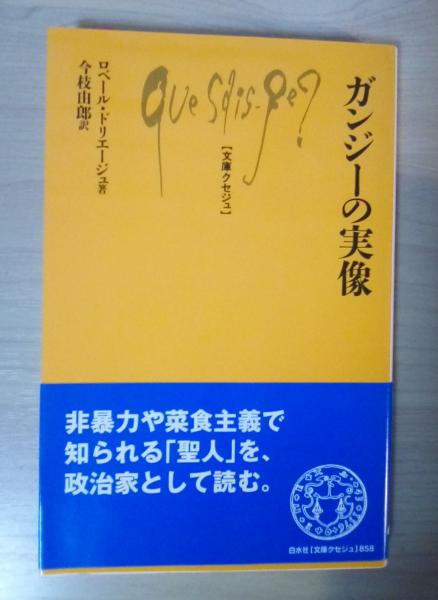 ガンジーの実像
Que sais-je?
[文庫クセジュ]
ロベール・ドリエージュ著
今枝由郎訳
非暴力や菜食主義で
知られる「聖人」を、
政治家として読む。
白水社[文庫クセジュ]858